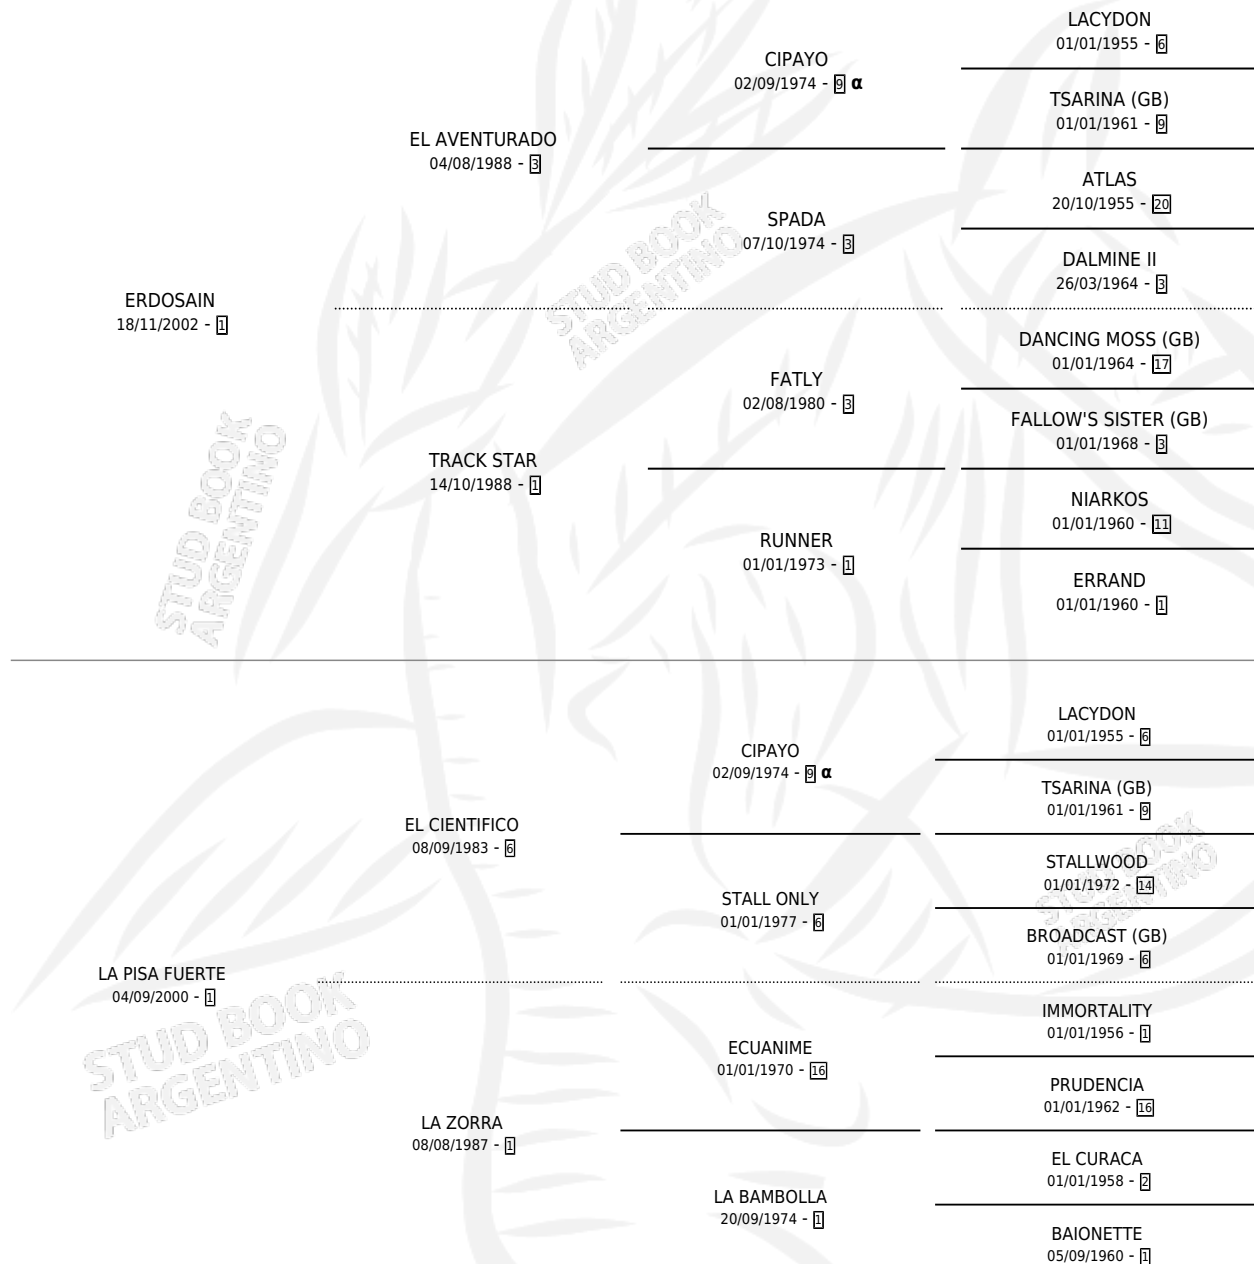 LACYDON
01/01/1955 - 6
CIPAYO
02/09/1974 - 9 α
TSARINA (GB)
01/01/1961 - 9
EL AVENTURADO
04/08/1988 - 3
ATLAS
20/10/1955 - 20
SPADA
07/10/1974 - 3
DALMINE II
26/03/1964 - 3
ERDOSAIN
18/11/2002 - 1
DANCING MOSS (GB)
01/01/1964 - 17
FATLY
02/08/1980 - 3
FALLOW'S SISTER (GB)
01/01/1968 - 3
TRACK STAR
14/10/1988 - 1
NIARKOS
01/01/1960 - 11
RUNNER
01/01/1973 - 1
ERRAND
01/01/1960 - 1
STUD BOOK
ARGENTINO
STUD BOOK
ARGENTINO
LACYDON
01/01/1955 - 6
CIPAYO
02/09/1974 - 9 α
TSARINA (GB)
01/01/1961 - 9
EL CIENTIFICO
08/09/1983 - 6
STALLWOOD
01/01/1972 - 14
STALL ONLY
01/01/1977 - 6
BROADCAST (GB)
01/01/1969 - 6
LA PISA FUERTE
04/09/2000 - 1
IMMORTALITY
01/01/1956 - 1
ECUANIME
01/01/1970 - 16
PRUDENCIA
01/01/1962 - 16
LA ZORRA
08/08/1987 - 1
EL CURACA
01/01/1958 - 2
LA BAMBOLLA
20/09/1974 - 1
BAIONETTE
05/09/1960 - 1
STUD BOOK
ARGENTINO
STUD BOOK
ARGENTINO